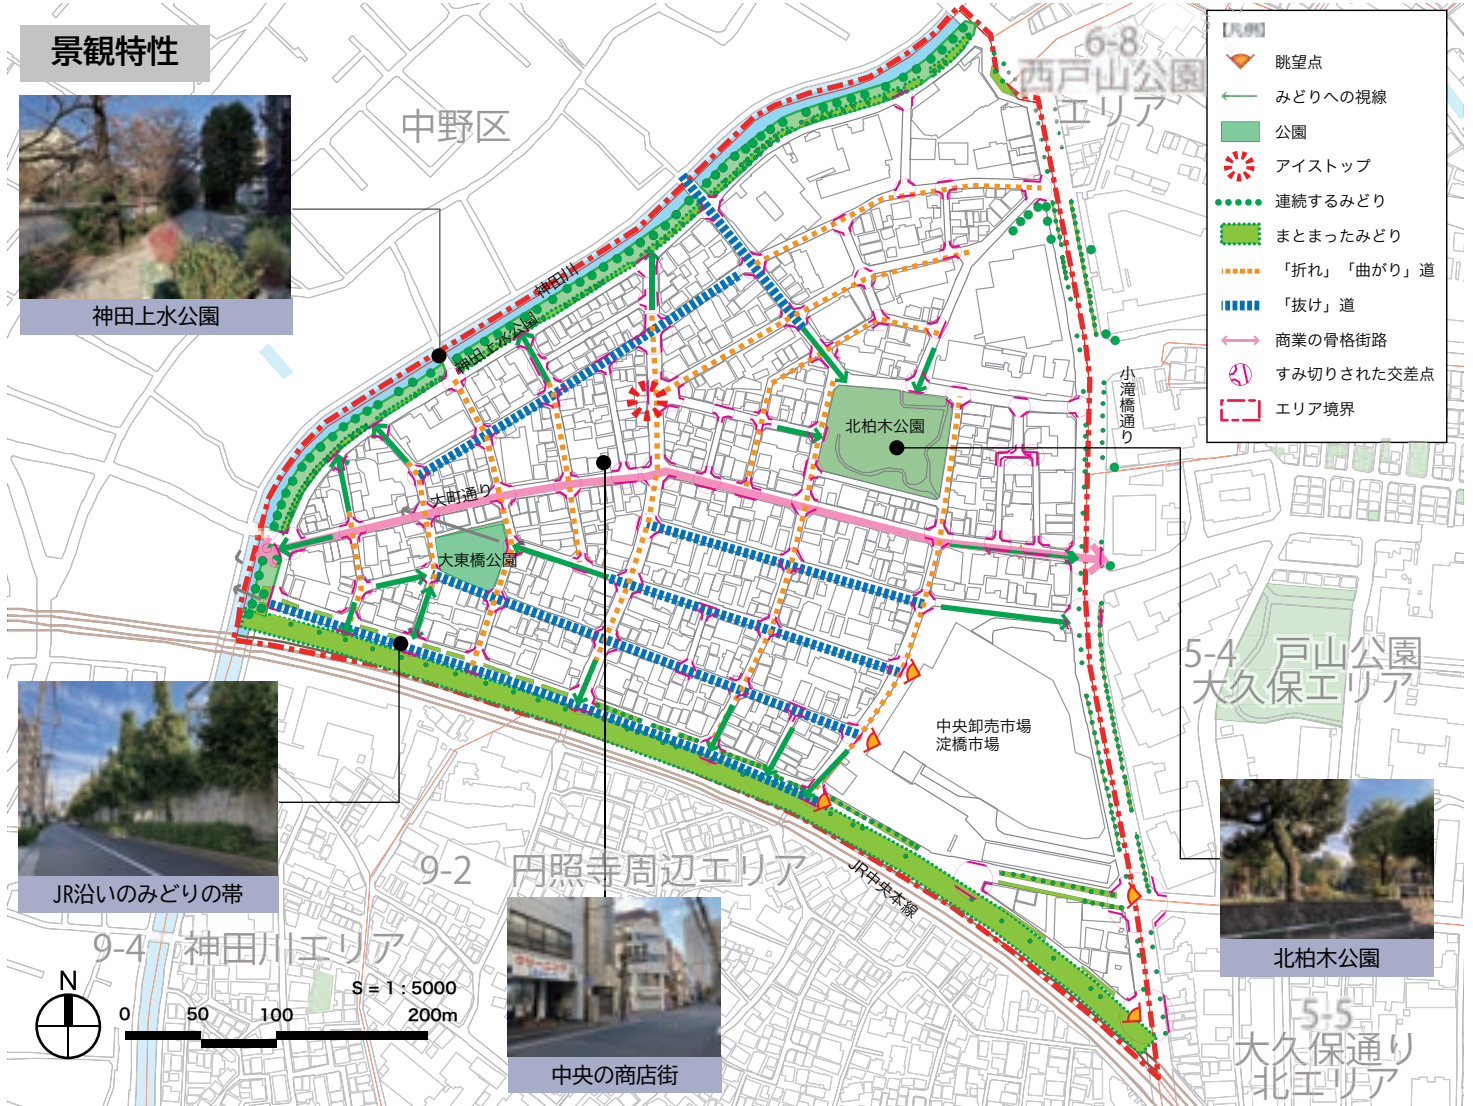 景観特性
神田上水公園
中野区
6-8
西戸山公園
エリア
【凡例】
眺望点
みどりへの視線
公園
アイストップ
連続するみどり
まとまったみどり
「折れ」「曲がり」道
「抜け」道
商業の骨格街路
すみ切りされた交差点
エリア境界
神田川
神田上水公園
小滝橋通り
北柏木公園
大町通り
大東橋公園
5-4 戸山公園
大久保エリア
中央卸売市場
淀橋市場
JR沿いのみどりの帯
9-2 円照寺周辺エリア
JR中央本線
9-4 神田川エリア
クリーニング
中央の商店街
北柏木公園
5-5
大久保通り
北エリア
N
S = 1 : 5000
0 50 100 200m